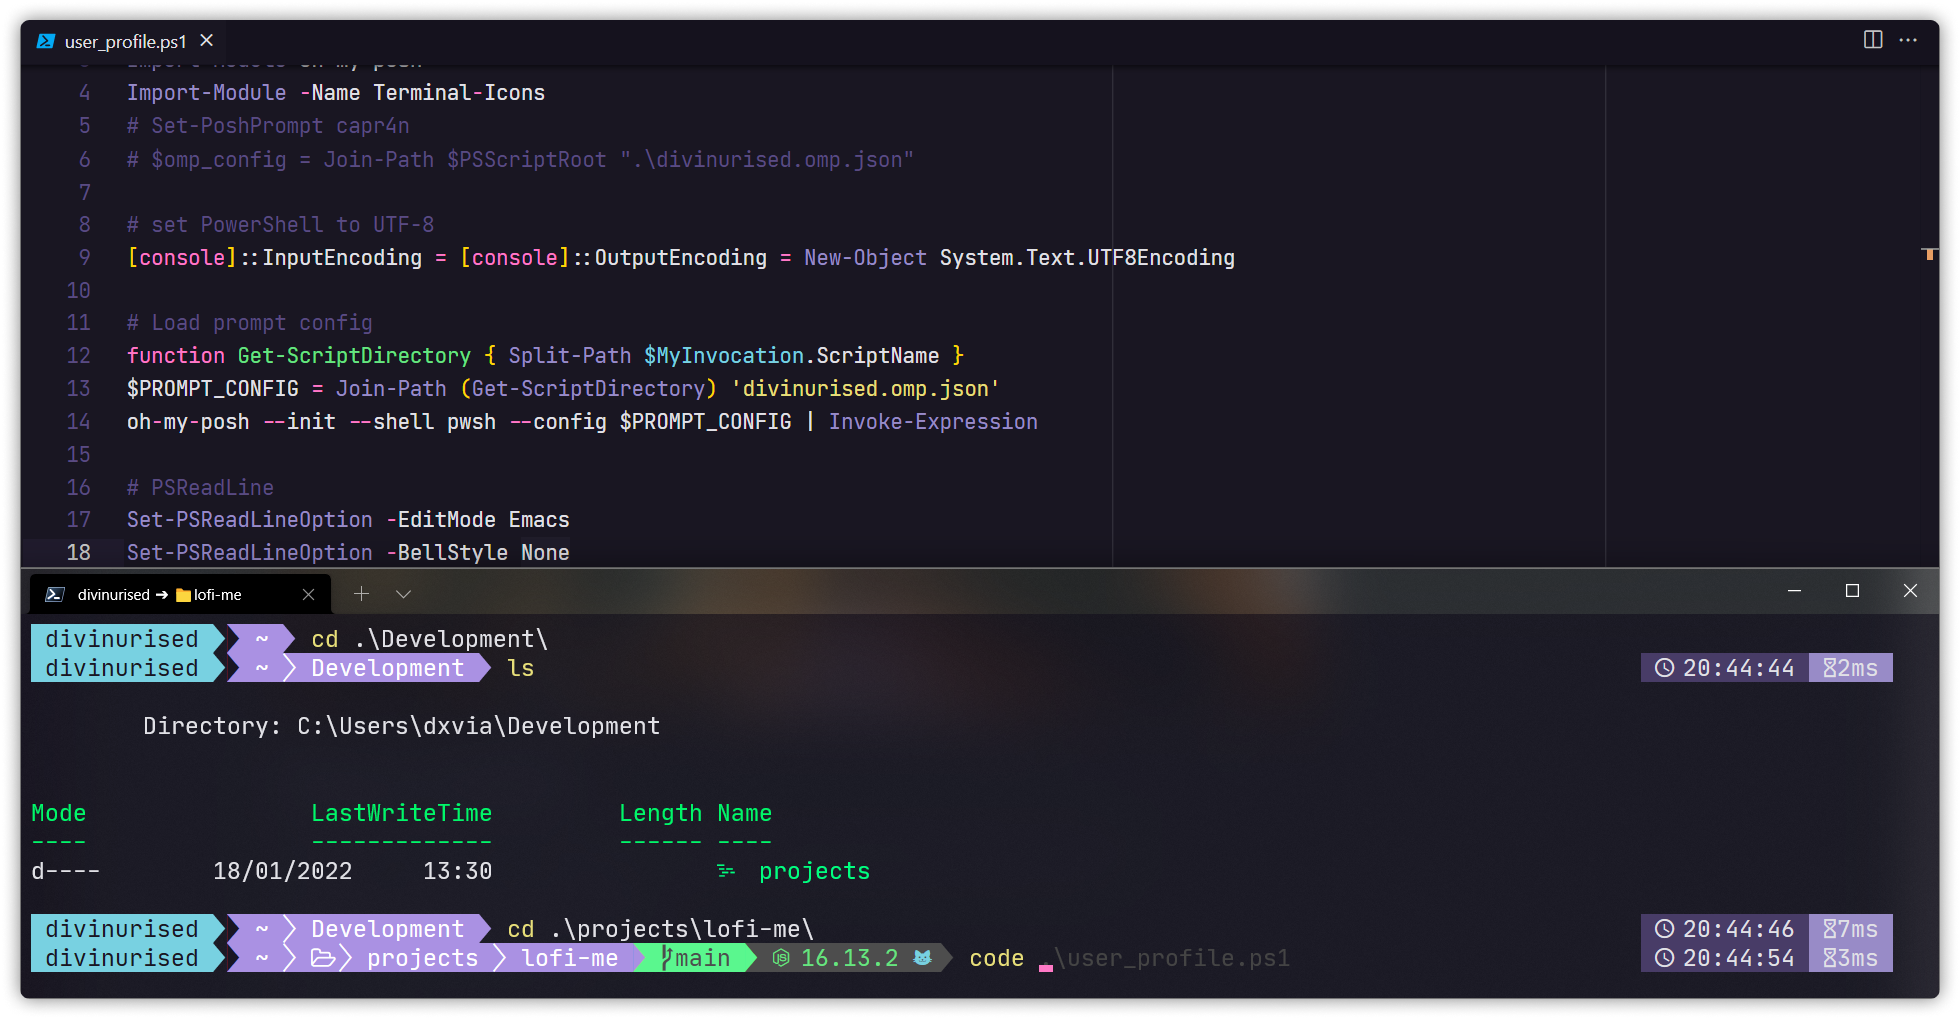 user_profile.ps1
4 Import-Module -Name Terminal-Icons
5 # Set-PoshPrompt capr4n
6 # $omp_config = Join-Path $PSScriptRoot ".\divinurised.omp.json"
7
8 # set PowerShell to UTF-8
9 [console]::InputEncoding = [console]::OutputEncoding = New-Object System.Text.UTF8Encoding
10
11 # Load prompt config
12 function Get-ScriptDirectory { Split-Path $MyInvocation.ScriptName }
13 $PROMPT_CONFIG = Join-Path (Get-ScriptDirectory) 'divinurised.omp.json'
14 oh-my-posh --init --shell pwsh --config $PROMPT_CONFIG | Invoke-Expression
15
16 # PSReadLine
17 Set-PSReadLineOption -EditMode Emacs
18 Set-PSReadLineOption -BellStyle None
divinurised ➔ lofi-me
divinurised ~ cd .\Development\
divinurised ~ Development ls 20:44:44 2ms
Directory: C:\Users\dxvia\Development
Mode LastWriteTime Length Name
---- ------------- ------ ----
d---- 18/01/2022 13:30 projects
divinurised ~ Development cd .\projects\lofi-me\ 20:44:46 7ms
divinurised ~ projects lofi-me main 16.13.2 code .\user_profile.ps1 20:44:54 3ms